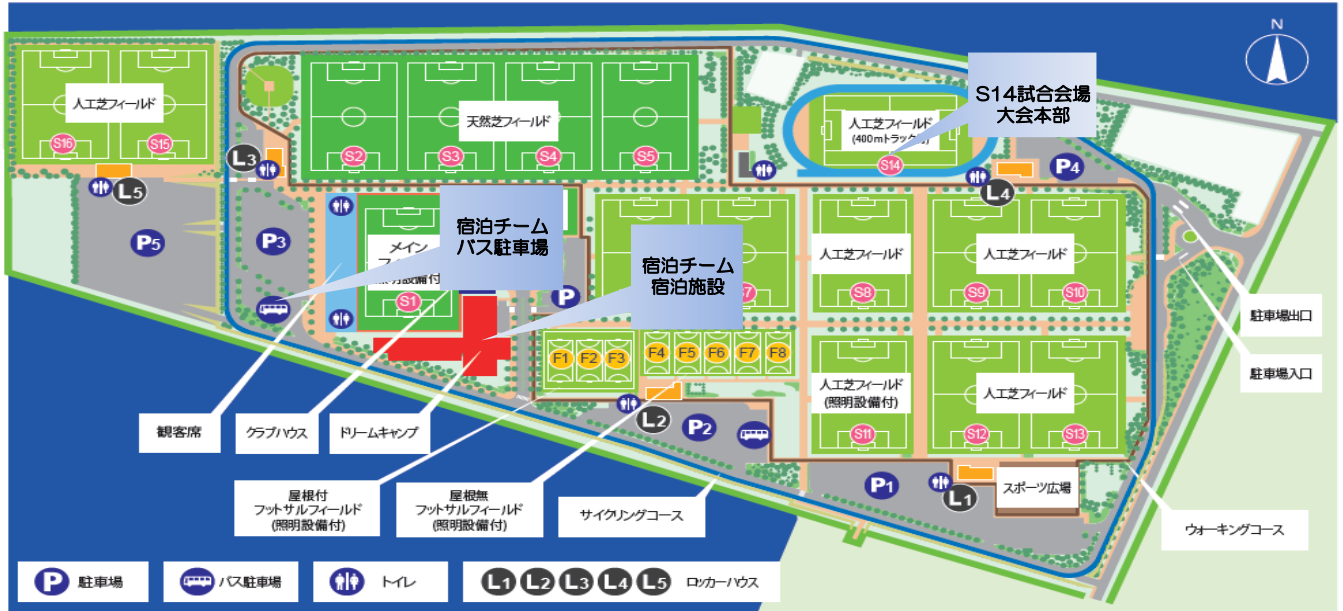 N
S14試合会場
大会本部
人工芝フィールド
S16
S15
天然芝フィールド
S2
S3
S4
S5
人工芝フィールド
S14
L3
L5
L4
P4
P5
P3
宿泊チーム
バス駐車場
メイン
照明設備付)
S1
宿泊チーム
宿泊施設
P
7
人工芝フィールド
S8
人工芝フィールド
S9
S10
駐車場出口
駐車場入口
F1
F2
F3
F4
F5
F6
F7
F8
人工芝フィールド
(照明設備付)
S11
人工芝フィールド
S12
S13
L2
P2
P1
L1
スポーツ広場
観客席
クラブハウス
ドリームキャンプ
屋根付
フットサルフィールド
(照明設備付)
屋根無
フットサルフィールド
(照明設備付)
サイクリングコース
ウォーキングコース
P 駐車場
バス駐車場
トイレ
L1 L2 L3 L4 L5 ロッカーハウス